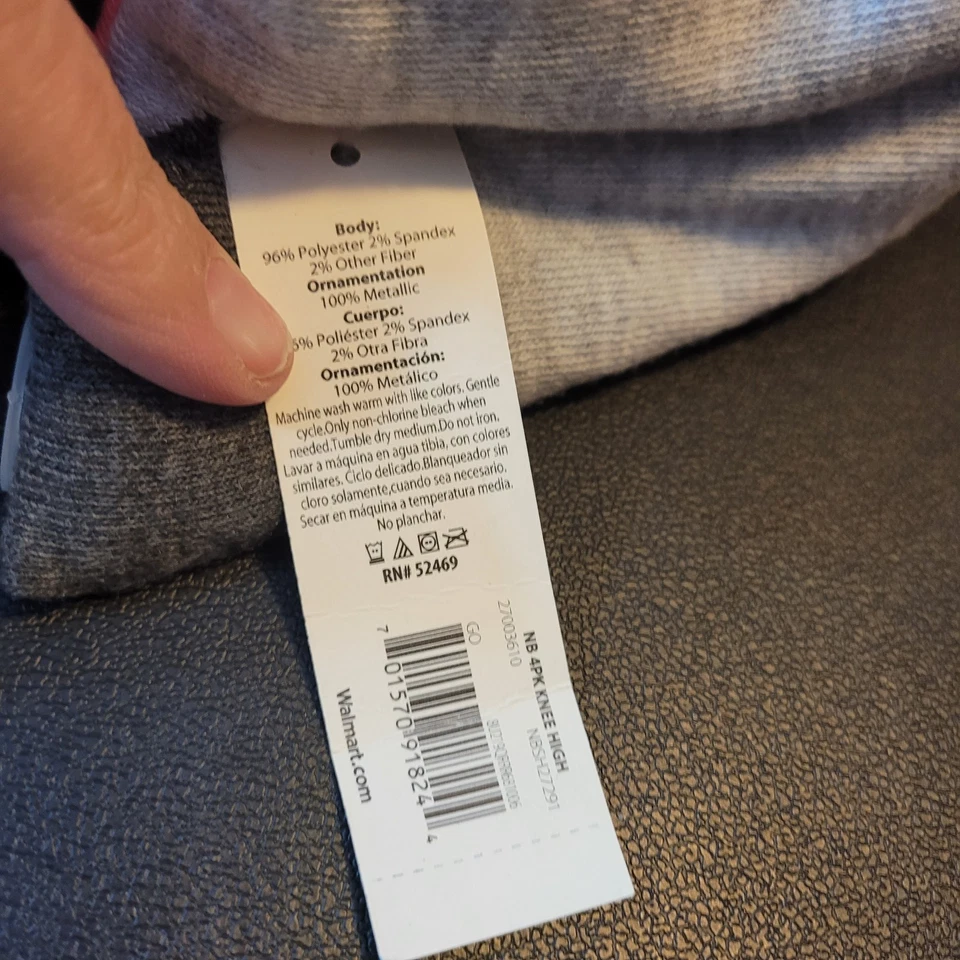 Body:
96% Polyester 2% Spandex
2% Other Fiber
Ornamentation
100% Metallic
Cuerpo:
6% Poliéster 2% Spandex
2% Otra Fibra
Ornamentación:
100% Metálico
Machine wash warm with like colors. Gentle
cycle.Only non-chlorine bleach when
needed.Tumble dry medium.Do not iron.
Lavar a máquina en agua tibia, con colores
similares. Ciclo delicado.Blanqueador sin
cloro solamente,cuando sea necesario.
Secar en máquina a temperatura media.
No planchar.
RN# 52469
NB 4PK KNEE HIGH
27003610
NBSH27291
GO
7 01570 91824 4
Walmart.com